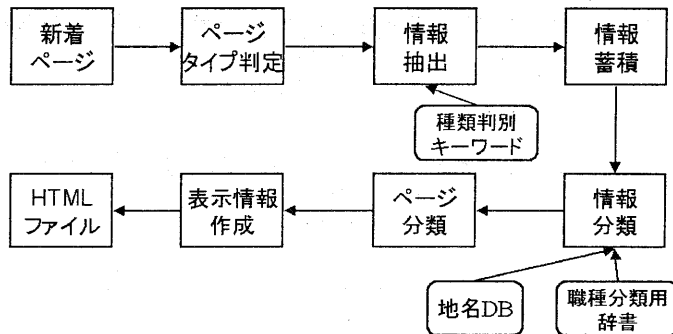 新着
ページ
ページ
タイプ判定
情報
抽出
情報
蓄積
種類判別
キーワード
HTML
ファイル
表示情報
作成
ページ
分類
情報
分類
地名DB
職種分類用
辞書